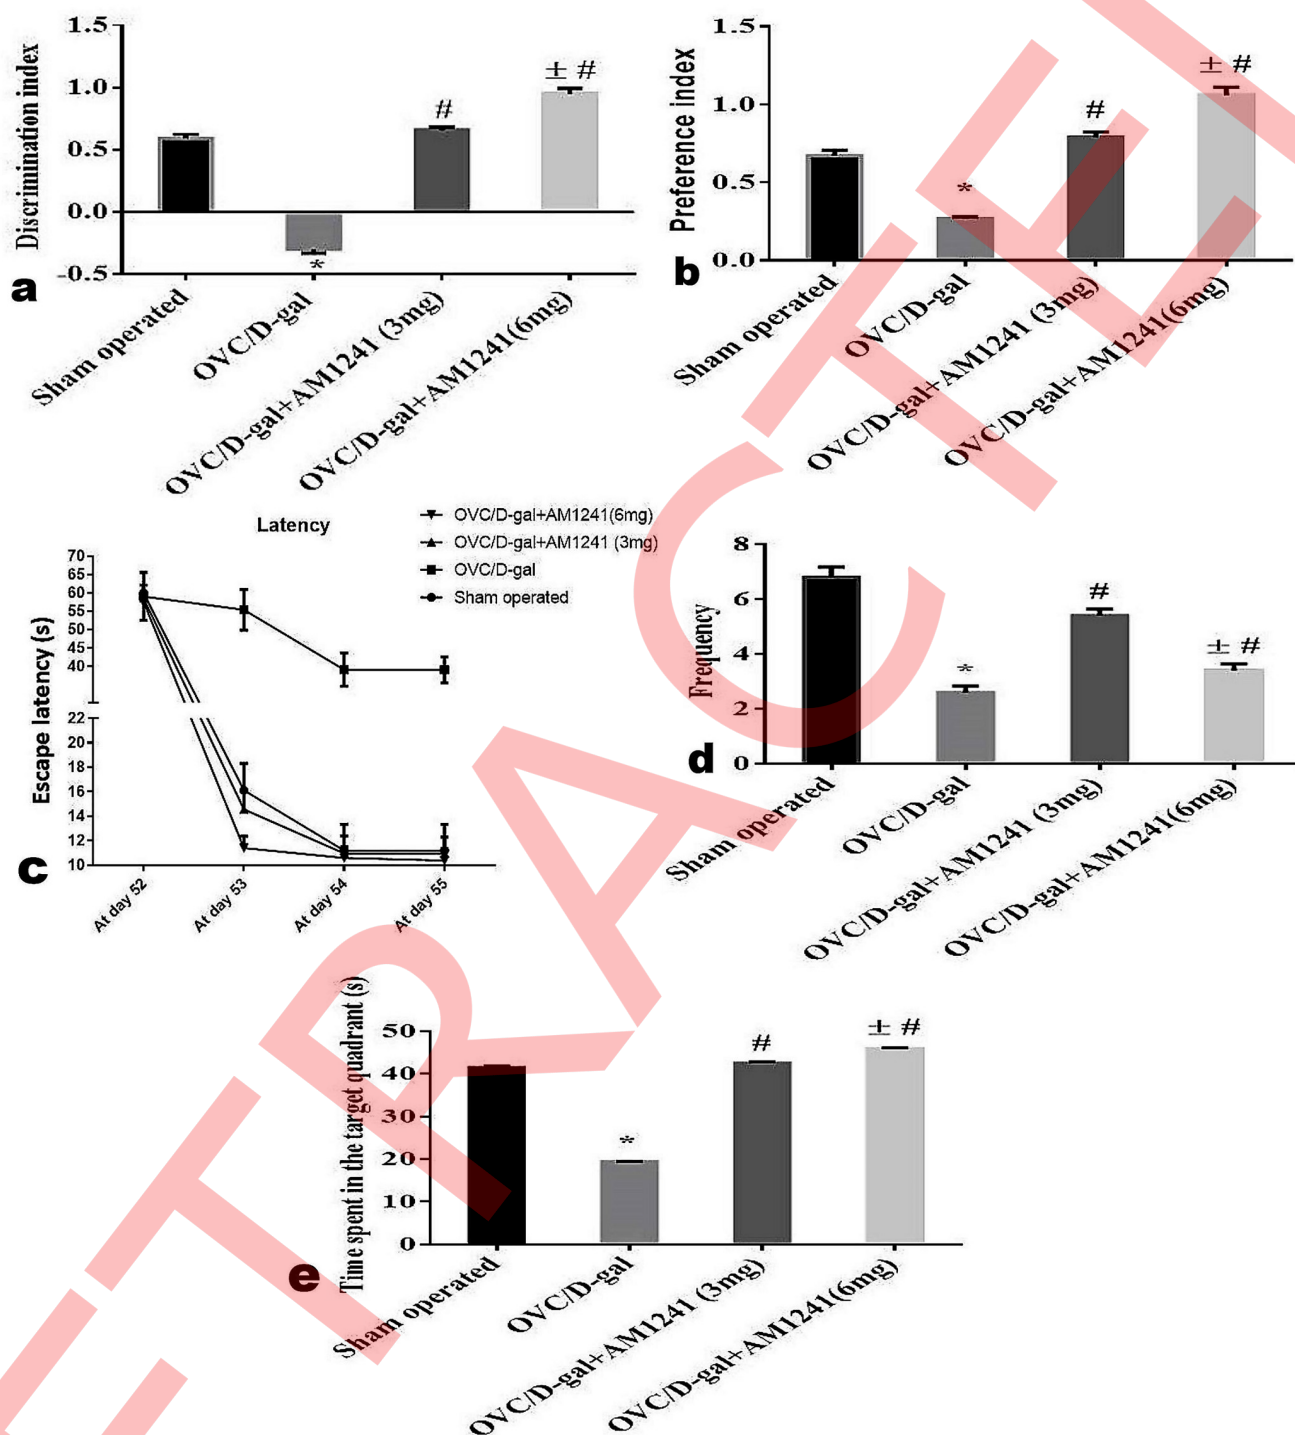 Discrimination index
1.5
1.0
0.5
0.0
-0.5
#
± #
*
a
Sham operated
OVC/D-gal
OVC/D-gal+AM1241 (3mg)
OVC/D-gal+AM1241(6mg)
Preference index
1.5
1.0
0.5
0.0
*
#
± #
b
Sham operated
OVC/D-gal
OVC/D-gal+AM1241 (3mg)
OVC/D-gal+AM1241(6mg)
Latency
OVC/D-gal+AM1241(6mg)
OVC/D-gal+AM1241 (3mg)
OVC/D-gal
Sham operated
Escape latency (s)
70
65
60
55
50
45
40
22
20
18
16
14
12
10
c
At day 52
At day 53
At day 54
At day 55
Frequency
8
6
4
2
0
*
#
± #
d
Sham operated
OVC/D-gal
OVC/D-gal+AM1241 (3mg)
OVC/D-gal+AM1241(6mg)
Time spent in the target quadrant (s)
50
40
30
20
10
0
*
#
± #
e
Sham operated
OVC/D-gal
OVC/D-gal+AM1241 (3mg)
OVC/D-gal+AM1241(6mg)
TRACTE